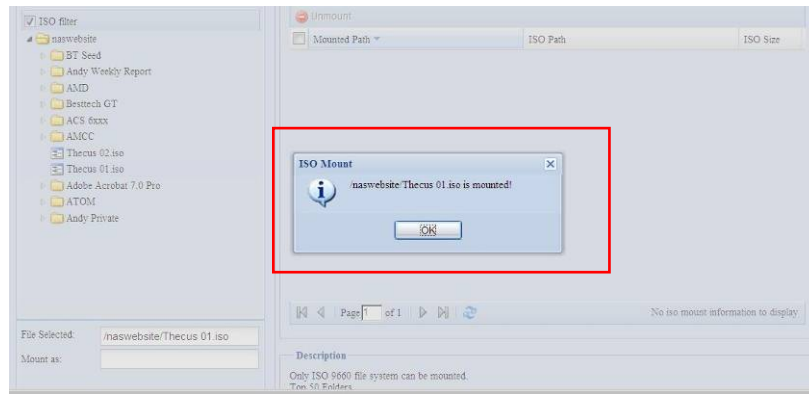 ISO filter
naswebsite
BT Seed
Andy Weekly Report
AMD
Besttech GT
ACS 6xxx
AMCC
Thecus 02.iso
Thecus 01.iso
Adobe Acrobat 7.0 Pro
ATOM
Andy Private
File Selected: /naswebsite/Thecus 01.iso
Mount as:
Unmount
Mounted Path ISO Path ISO Size
ISO Mount
/naswebsite/Thecus 01.iso is mounted!
OK
Page 1 of 1 No iso mount information to display
Description
Only ISO 9660 file system can be mounted.
Top 50 Folders